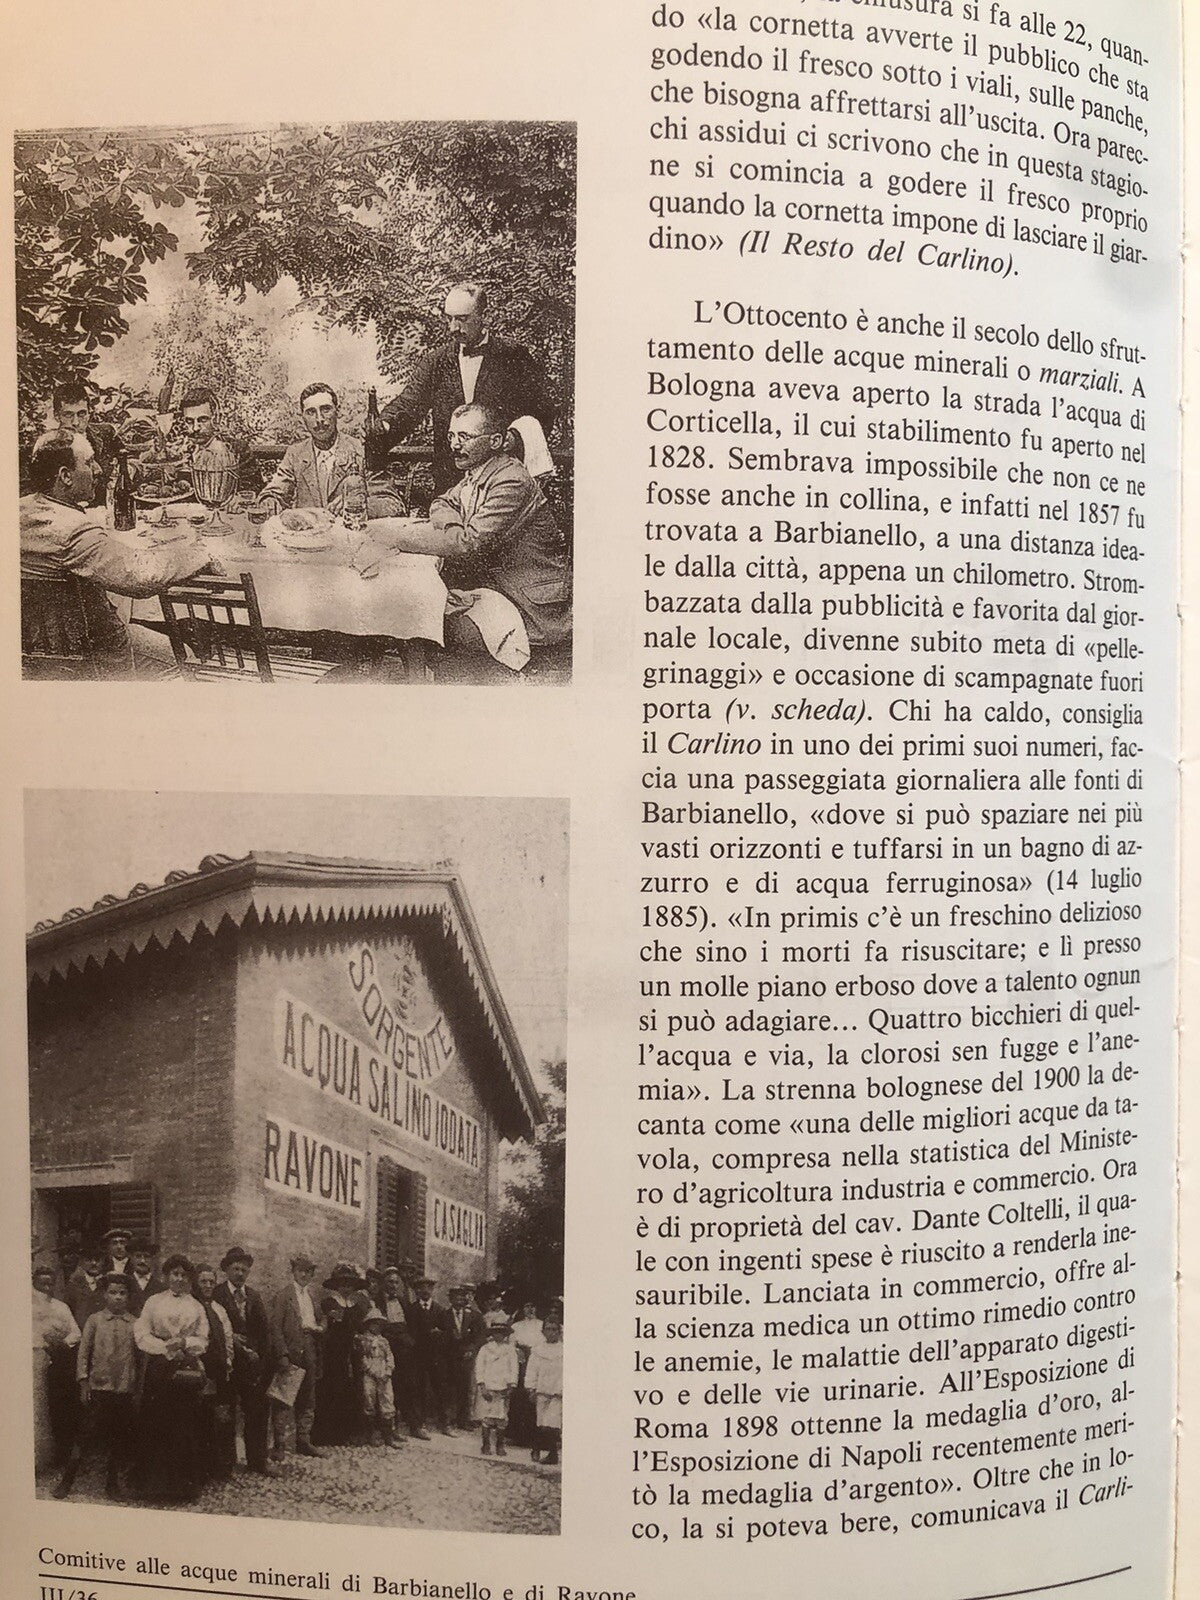 chiusura si fa alle 22, quan-
do «la cornetta avverte il pubblico che sta
godendo il fresco sotto i viali, sulle panche,
che bisogna affrettarsi all'uscita. Ora parec-
chi assidui ci scrivono che in questa stagio-
ne si comincia a godere il fresco proprio
quando la cornetta impone di lasciare il giar-
dino» (Il Resto del Carlino).
L'Ottocento è anche il secolo dello sfrut-
tamento delle acque minerali o marziali. A
Bologna aveva aperto la strada l'acqua di
Corticella, il cui stabilimento fu aperto nel
1828. Sembrava impossibile che non ce ne
fosse anche in collina, e infatti nel 1857 fu
trovata a Barbianello, a una distanza idea-
le dalla città, appena un chilometro. Strom-
bazzata dalla pubblicità e favorita dal gior-
nale locale, divenne subito meta di «pelle-
grinaggi» e occasione di scampagnate fuori
porta (v. scheda). Chi ha caldo, consiglia
il Carlino in uno dei primi suoi numeri, fac-
cia una passeggiata giornaliera alle fonti di
Barbianello, «dove si può spaziare nei più
vasti orizzonti e tuffarsi in un bagno di az-
zurro e di acqua ferruginosa» (14 luglio
1885). «In primis c'è un freschino delizioso
che sino i morti fa risuscitare; e lì presso
un molle piano erboso dove a talento ognun
si può adagiare... Quattro bicchieri di quel-
l'acqua e via, la clorosi sen fugge e l'ane-
mia». La strenna bolognese del 1900 la de-
canta come «una delle migliori acque da ta-
vola, compresa nella statistica del Ministe-
ro d'agricoltura industria e commercio. Ora
è di proprietà del cav. Dante Coltelli, il qua-
le con ingenti spese è riuscito a renderla ine-
sauribile. Lanciata in commercio, offre al-
la scienza medica un ottimo rimedio contro
le anemie, le malattie dell'apparato digesti-
vo e delle vie urinarie. All'Esposizione di
Roma 1898 ottenne la medaglia d'oro, al-
l'Esposizione di Napoli recentemente meri-
tò la medaglia d'argento». Oltre che in lo-
co, la si poteva bere, comunicava il Carli-
SORGENTE
ACQUA SALINO IODATA
RAVONE
CASAGLIA
Comitive alle acque minerali di Barbianello e di Ravone
III/36